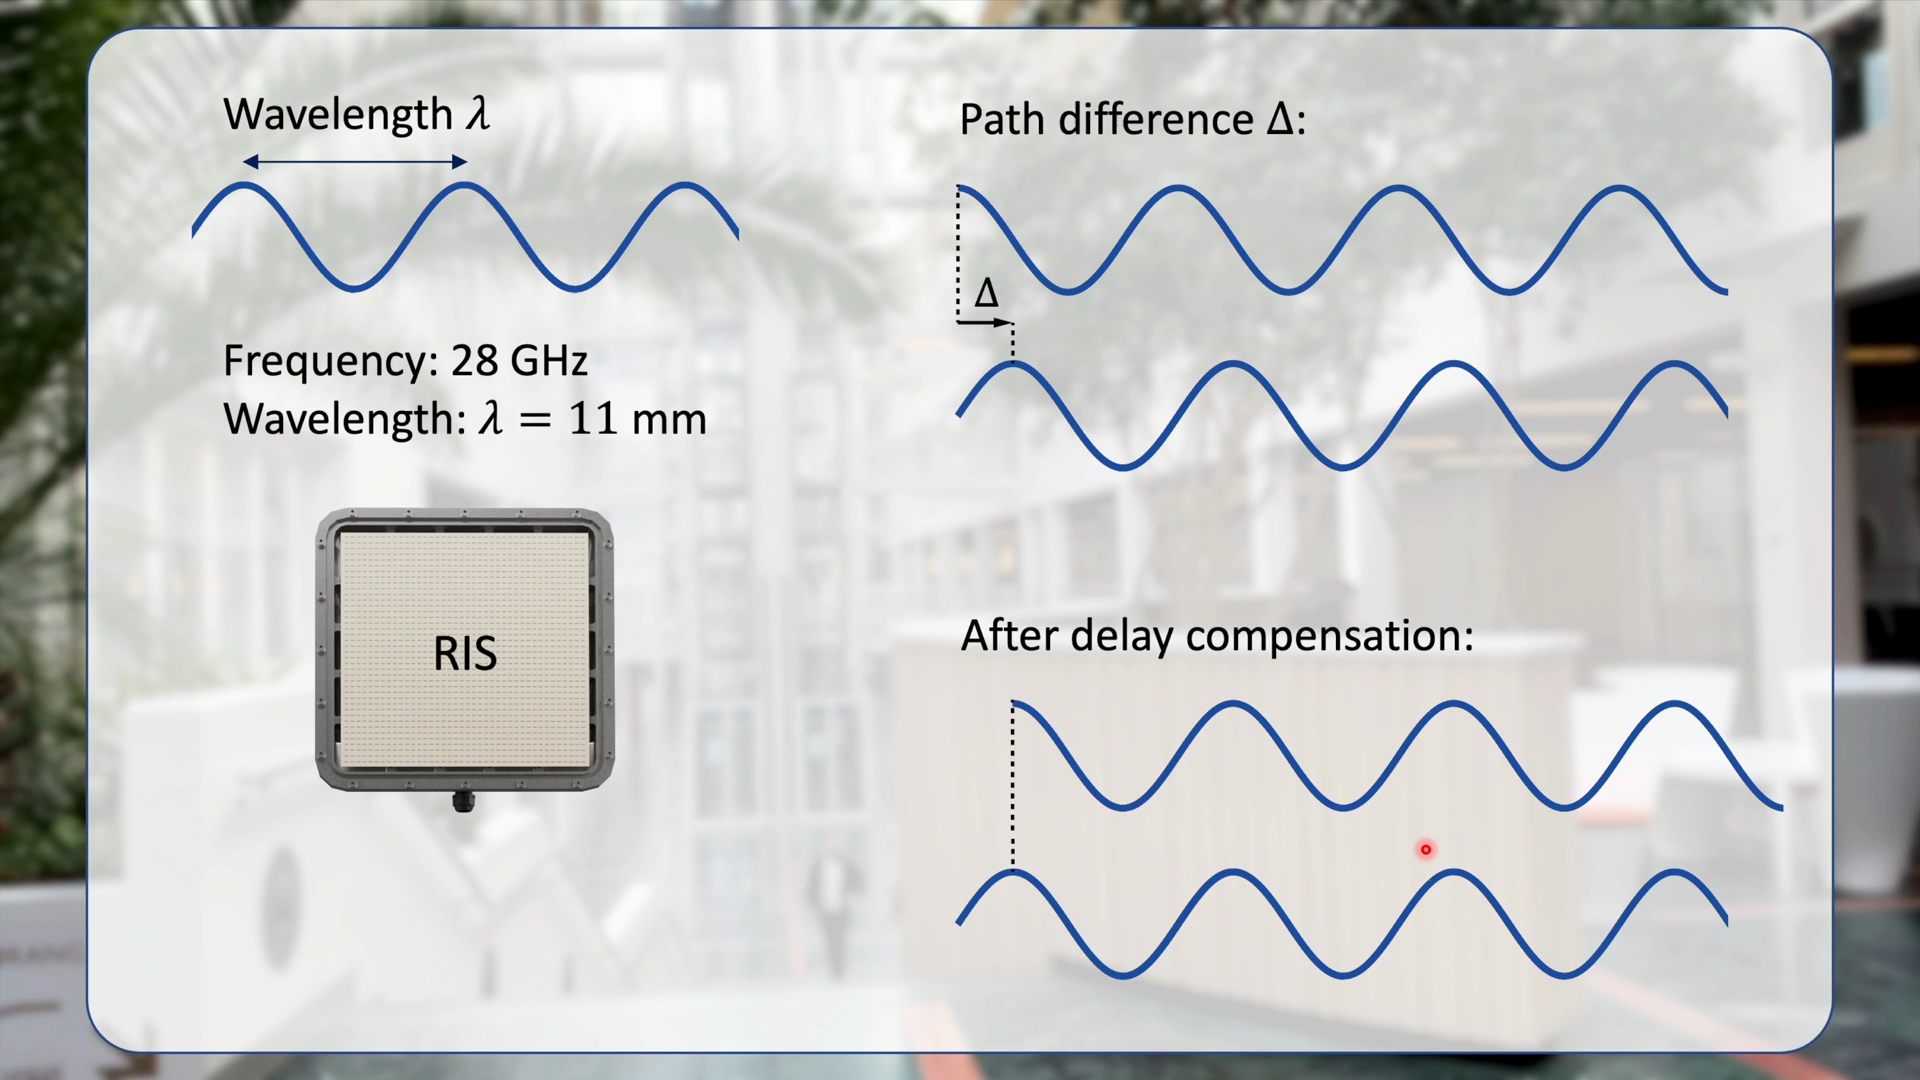 Wavelength λ
Frequency: 28 GHz
Wavelength: λ = 11 mm
RIS
Path difference Δ:
Δ
After delay compensation: